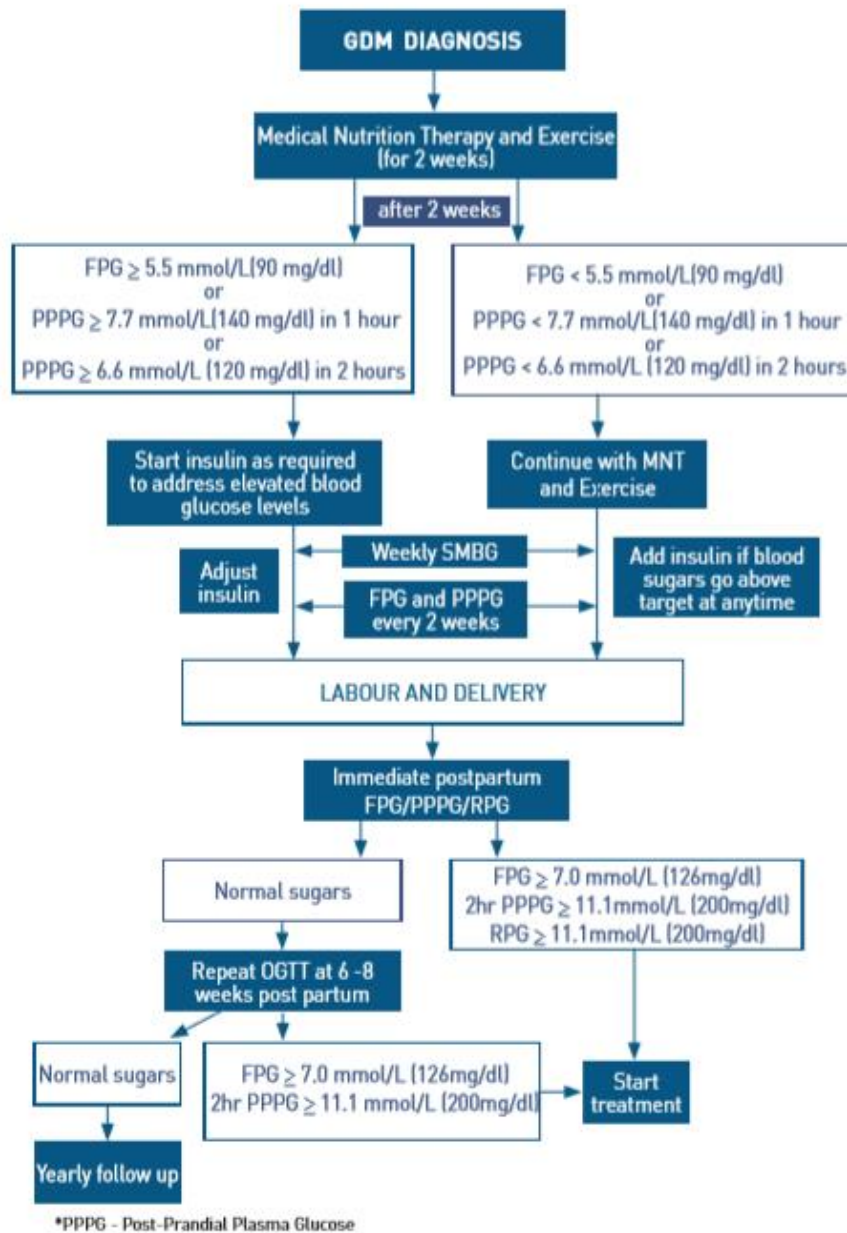 GDM DIAGNOSIS
Medical Nutrition Therapy and Exercise
(for 2 weeks)
after 2 weeks
FPG ≥ 5.5 mmol/L(90 mg/dl)
or
PPPG ≥ 7.7 mmol/L(140 mg/dl) in 1 hour
or
PPPG ≥ 6.6 mmol/L (120 mg/dl) in 2 hours
FPG < 5.5 mmol/L(90 mg/dl)
or
PPPG < 7.7 mmol/L(140 mg/dl) in 1 hour
or
PPPG < 6.6 mmol/L (120 mg/dl) in 2 hours
Start insulin as required
to address elevated blood
glucose levels
Continue with MNT
and Exercise
Weekly SMBG
Adjust
insulin
Add insulin if blood
sugars go above
target at anytime
FPG and PPPG
every 2 weeks
LABOUR AND DELIVERY
Immediate postpartum
FPG/PPPG/RPG
Normal sugars
FPG ≥ 7.0 mmol/L (126mg/dl)
2hr PPPG ≥ 11.1mmol/L (200mg/dl)
RPG ≥ 11.1mmol/L (200mg/dl)
Repeat OGTT at 6 -8
weeks post partum
Normal sugars
FPG ≥ 7.0 mmol/L (126mg/dl)
2hr PPPG ≥ 11.1 mmol/L (200mg/dl)
Start
treatment
Yearly follow up
*PPPG - Post-Prandial Plasma Glucose